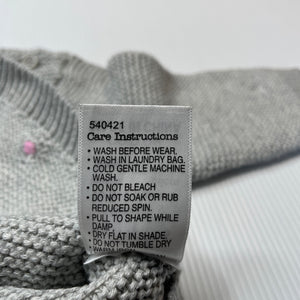 540421
Care Instructions
• WASH BEFORE WEAR.
• WASH IN LAUNDRY BAG.
• COLD GENTLE MACHINE
WASH.
• DO NOT BLEACH
• DO NOT SOAK OR RUB
REDUCED SPIN.
• PULL TO SHAPE WHILE
DAMP
• DRY FLAT IN SHADE.
• DO NOT TUMBLE DRY